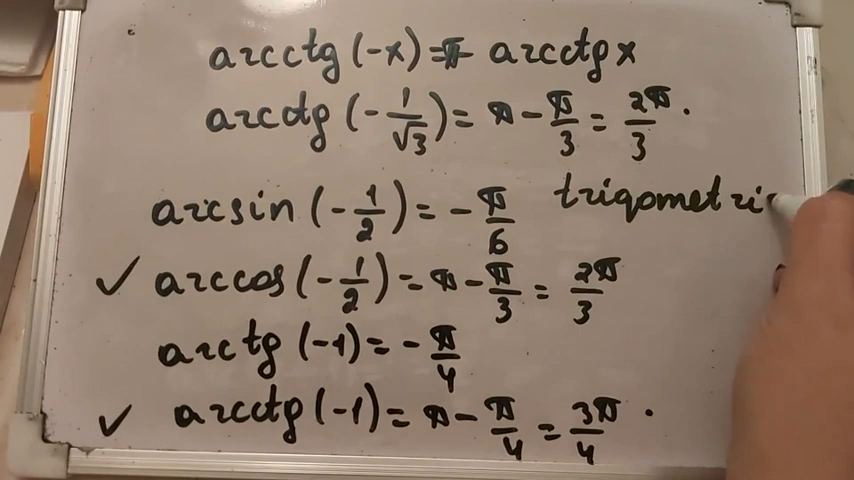 arcctg(-x)=π- arcctg x
arcctg(-1/√3)= π - π/3 = 2π/3.
arcsin(-1/2)= - π/6 trigometri
✓ arccos(-1/2)= π - π/3 = 2π/3
arctg(-1)= - π/4
✓ arcctg(-1)= π - π/4 = 3π/4.